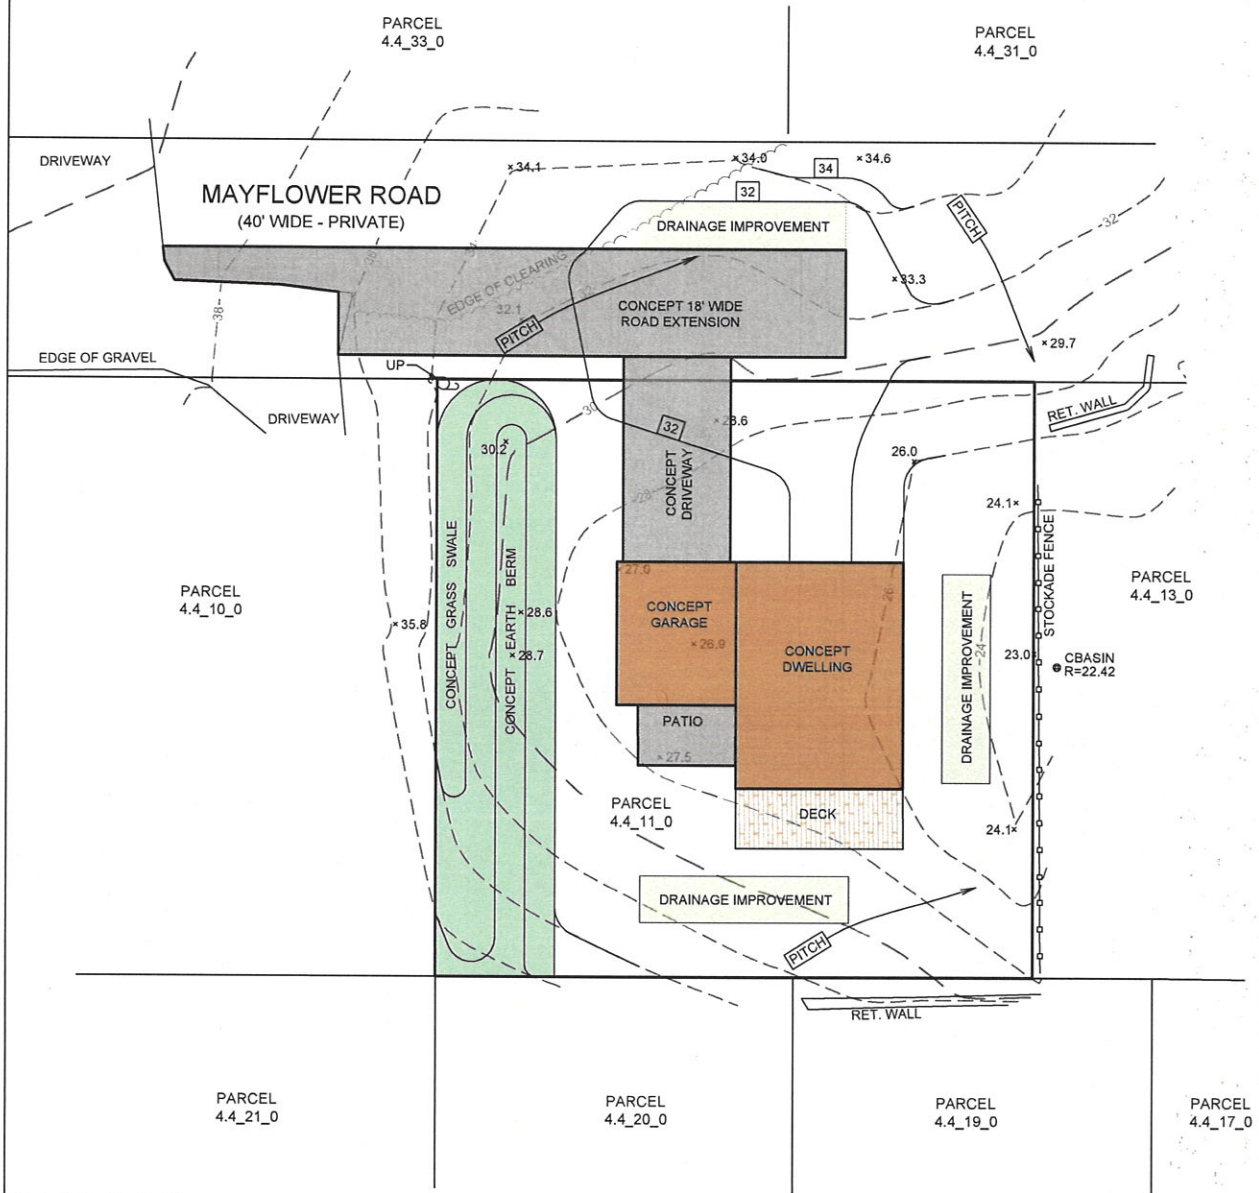 PARCEL
4.4_33_0
PARCEL
4.4_31_0
DRIVEWAY
34.1
34.0
34
34.6
MAYFLOWER ROAD
(40' WIDE - PRIVATE)
32
DRAINAGE IMPROVEMENT
PITCH
32
36
34
EDGE OF CLEARING
32
33.3
38
32.1
CONCEPT 18' WIDE
ROAD EXTENSION
PITCH
29.7
EDGE OF GRAVEL
UP
DRIVEWAY
30
RET. WALL
32
28.6
30.2
26.0
CONCEPT
DRIVEWAY
28
24.1
STOCKADE FENCE
CONCEPT GRASS SWALE
CONCEPT EARTH BERM
27.0
26
PARCEL
4.4_10_0
PARCEL
4.4_13_0
35.8
28.6
CONCEPT
GARAGE
26.9
28.7
CONCEPT
DWELLING
DRAINAGE IMPROVEMENT
24
23.0
CBASIN
R=22.42
PATIO
27.5
PARCEL
4.4_11_0
DECK
24.1
DRAINAGE IMPROVEMENT
PITCH
RET. WALL
PARCEL
4.4_21_0
PARCEL
4.4_20_0
PARCEL
4.4_19_0
PARCEL
4.4_17_0